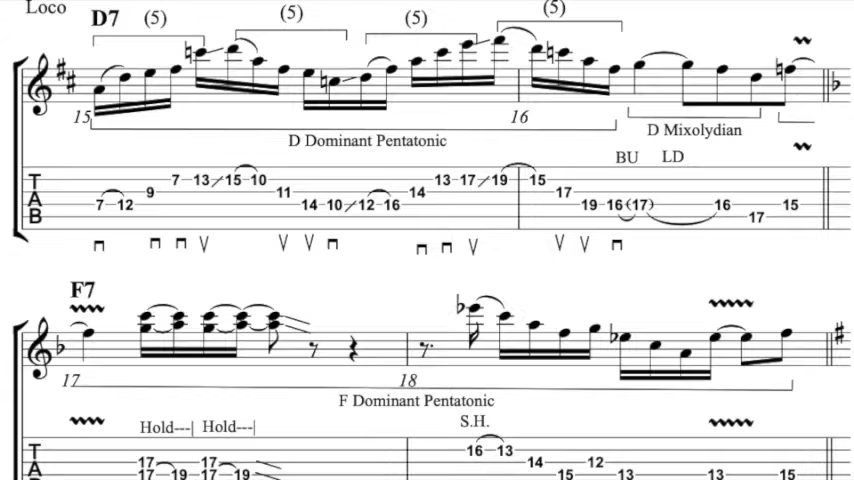 Loco
D7 (5) (5) (5) (5)
15 16
D Dominant Pentatonic D Mixolydian
BU LD
7 13 15 10 13 17 19 15
9 11 14 17
7 12 14 10 12 16 19 16 (17) 16 15
17
F7
17 18
F Dominant Pentatonic
Hold---| Hold---| S.H.
16 13
17 17 14 12
17 19 17 19 15 13 13 15